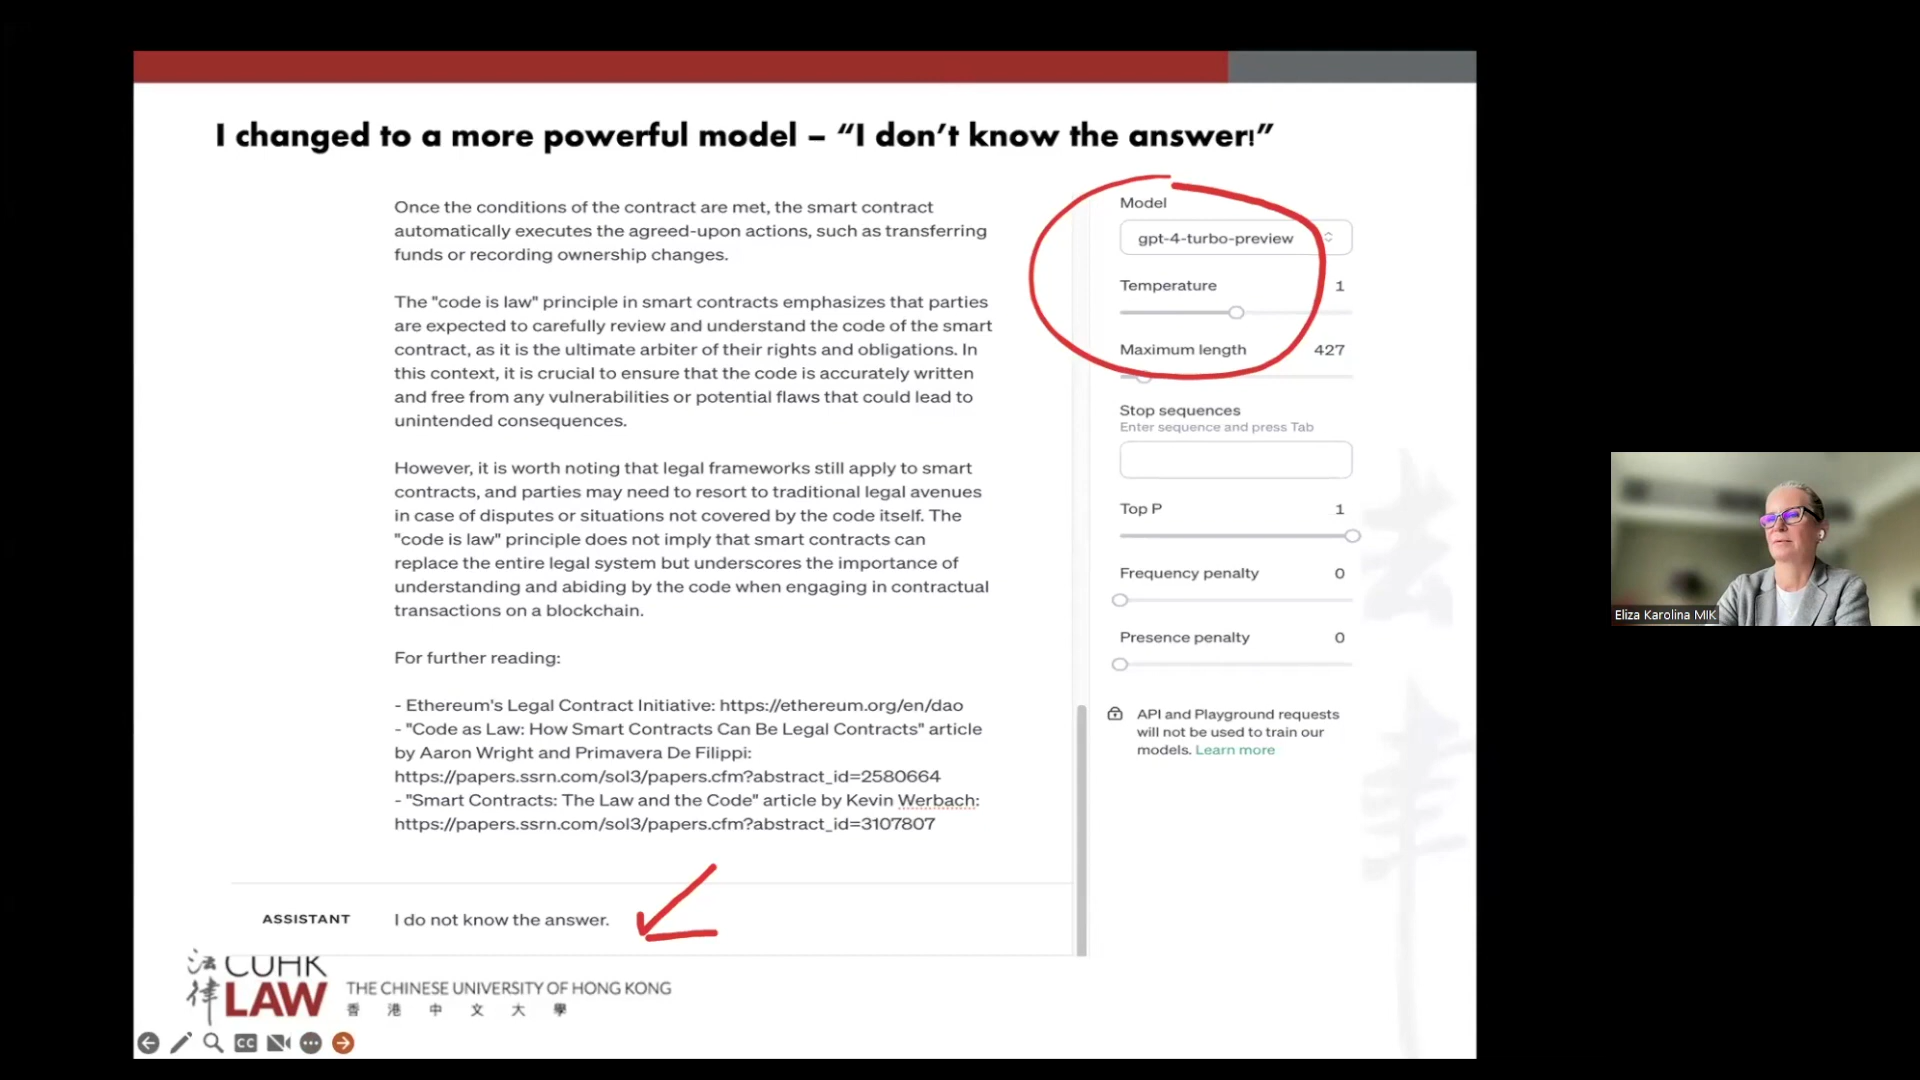 I changed to a more powerful model – “I don’t know the answer!”
Once the conditions of the contract are met, the smart contract
automatically executes the agreed-upon actions, such as transferring
funds or recording ownership changes.
The "code is law" principle in smart contracts emphasizes that parties
are expected to carefully review and understand the code of the smart
contract, as it is the ultimate arbiter of their rights and obligations. In
this context, it is crucial to ensure that the code is accurately written
and free from any vulnerabilities or potential flaws that could lead to
unintended consequences.
However, it is worth noting that legal frameworks still apply to smart
contracts, and parties may need to resort to traditional legal avenues
in case of disputes or situations not covered by the code itself. The
"code is law" principle does not imply that smart contracts can
replace the entire legal system but underscores the importance of
understanding and abiding by the code when engaging in contractual
transactions on a blockchain.
For further reading:
- Ethereum's Legal Contract Initiative: https://ethereum.org/en/dao
- "Code as Law: How Smart Contracts Can Be Legal Contracts" article
by Aaron Wright and Primavera De Filippi:
https://papers.ssrn.com/sol3/papers.cfm?abstract_id=2580664
- "Smart Contracts: The Law and the Code" article by Kevin Werbach:
https://papers.ssrn.com/sol3/papers.cfm?abstract_id=3107807
ASSISTANT I do not know the answer.
Model
gpt-4-turbo-preview
Temperature 1
Maximum length 427
Stop sequences
Enter sequence and press Tab
Top P 1
Frequency penalty 0
Presence penalty 0
API and Playground requests
will not be used to train our
models. Learn more
法律
CUHK
LAW
THE CHINESE UNIVERSITY OF HONG KONG
香港中文大學
CC
Eliza Karolina MIK